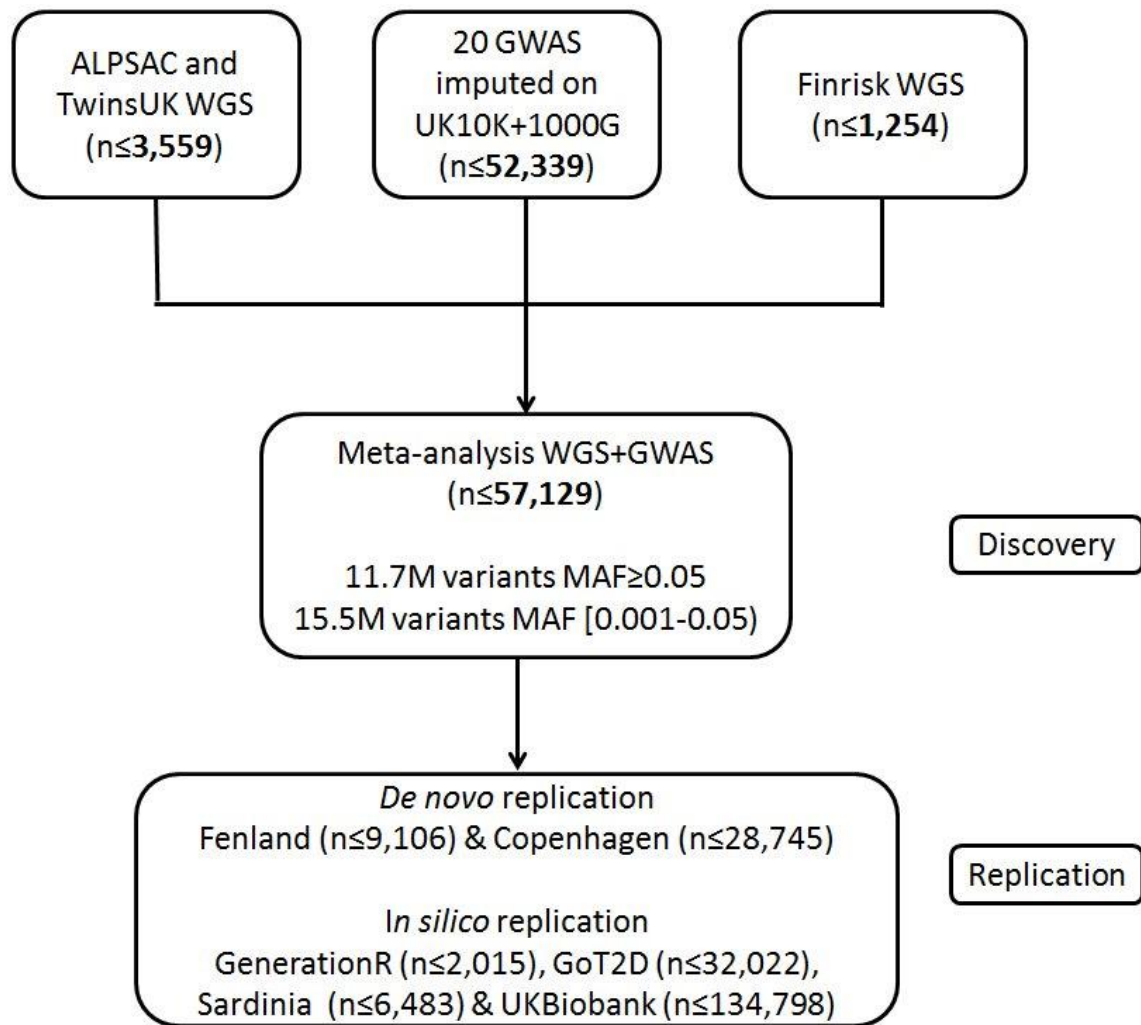 ALPSAC and
TwinsUK WGS
(n≤3,559)
20 GWAS
imputed on
UK10K+1000G
(n≤52,339)
Finrisk WGS
(n≤1,254)
Meta-analysis WGS+GWAS
(n≤57,129)
11.7M variants MAF≥0.05
15.5M variants MAF [0.001-0.05)
Discovery
De novo replication
Fenland (n≤9,106) & Copenhagen (n≤28,745)
In silico replication
GenerationR (n≤2,015), GoT2D (n≤32,022),
Sardinia (n≤6,483) & UKBiobank (n≤134,798)
Replication